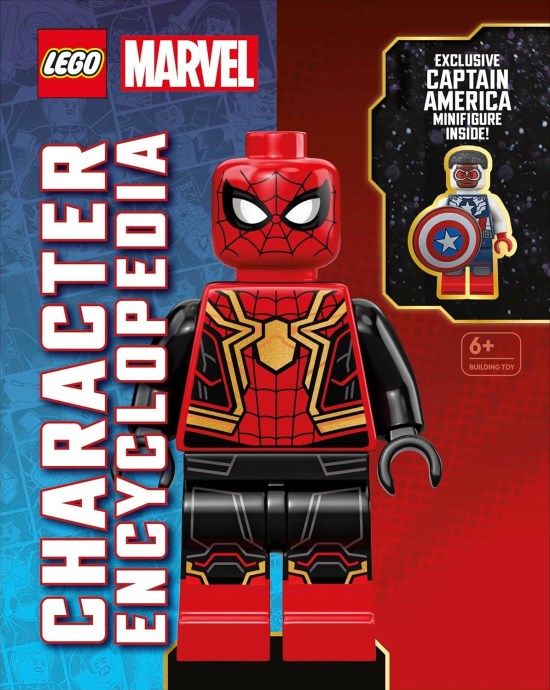 LEGO
MARVEL
CHARACTER
ENCYCLOPEDIA
EXCLUSIVE
CAPTAIN
AMERICA
MINIFIGURE
INSIDE!
6+
BUILDING TOY